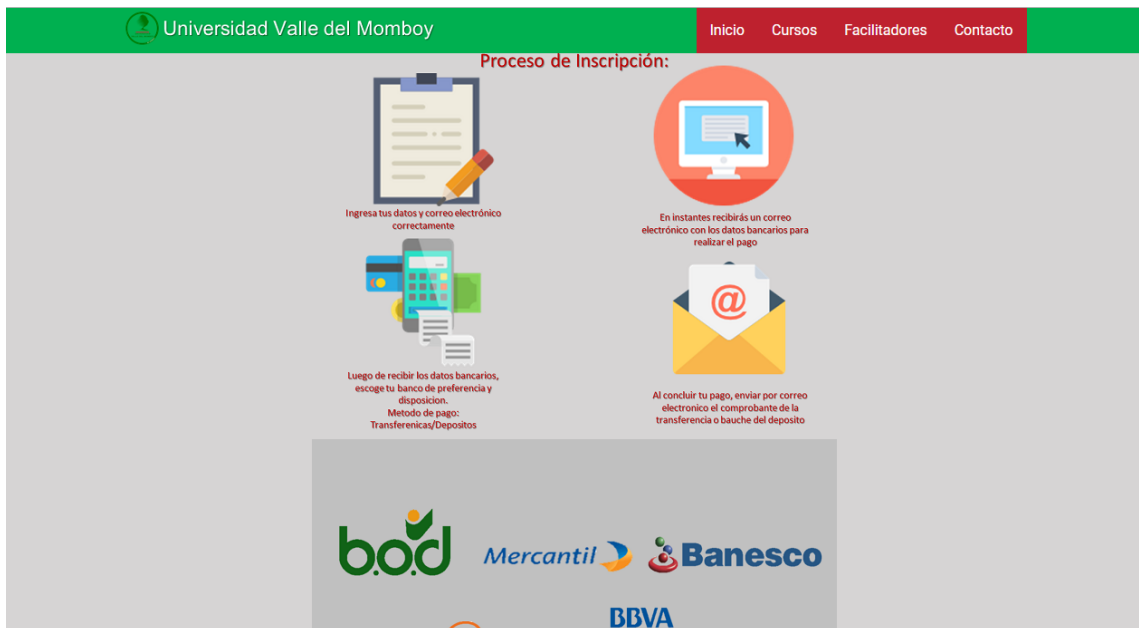 Universidad Valle del Momboy
Inicio Cursos Facilitadores Contacto
Proceso de Inscripción:
Ingresa tus datos y correo electrónico
correctamente
En instantes recibirás un correo
electrónico con los datos bancarios para
realizar el pago
@
Luego de recibir los datos bancarios,
escoge tu banco de preferencia y
disposicion.
Metodo de pago:
Transferenicas/Depositos
Al concluir tu pago, enviar por correo
electronico el comprobante de la
transferencia o bauche del deposito
b.o.d
Mercantil
Banesco
BBVA